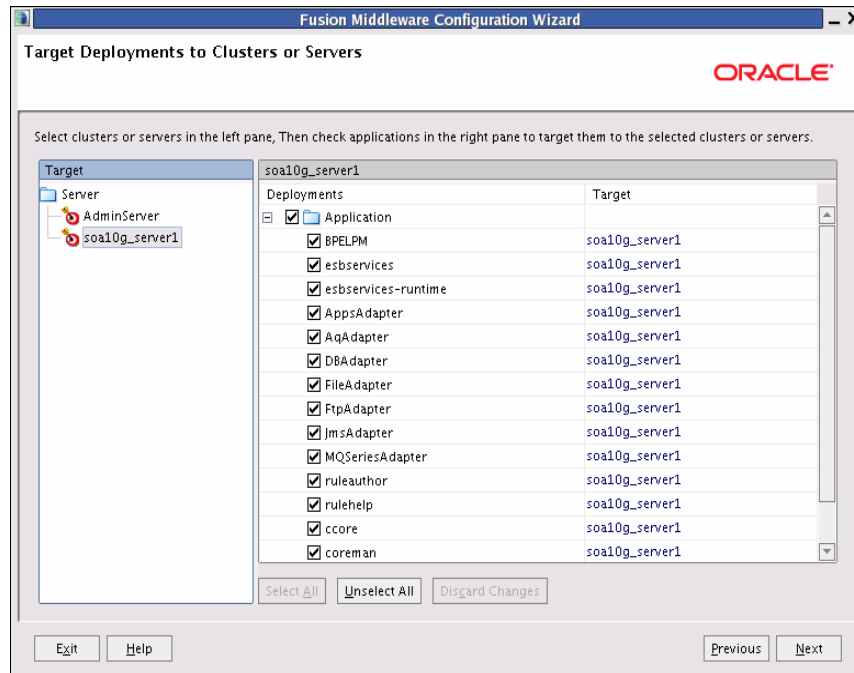 Fusion Middleware Configuration Wizard
Target Deployments to Clusters or Servers
ORACLE
Select clusters or servers in the left pane, Then check applications in the right pane to target them to the selected clusters or servers.
Target
Server
AdminServer
soa10g_server1
soa10g_server1
Deployments Target
Application
BPELPM soa10g_server1
esbservices soa10g_server1
esbservices-runtime soa10g_server1
AppsAdapter soa10g_server1
AqAdapter soa10g_server1
DBAdapter soa10g_server1
FileAdapter soa10g_server1
FtpAdapter soa10g_server1
JmsAdapter soa10g_server1
MQSeriesAdapter soa10g_server1
ruleauthor soa10g_server1
rulehelp soa10g_server1
ccore soa10g_server1
coreman soa10g_server1
Select All Unselect All Discard Changes
Exit Help Previous Next